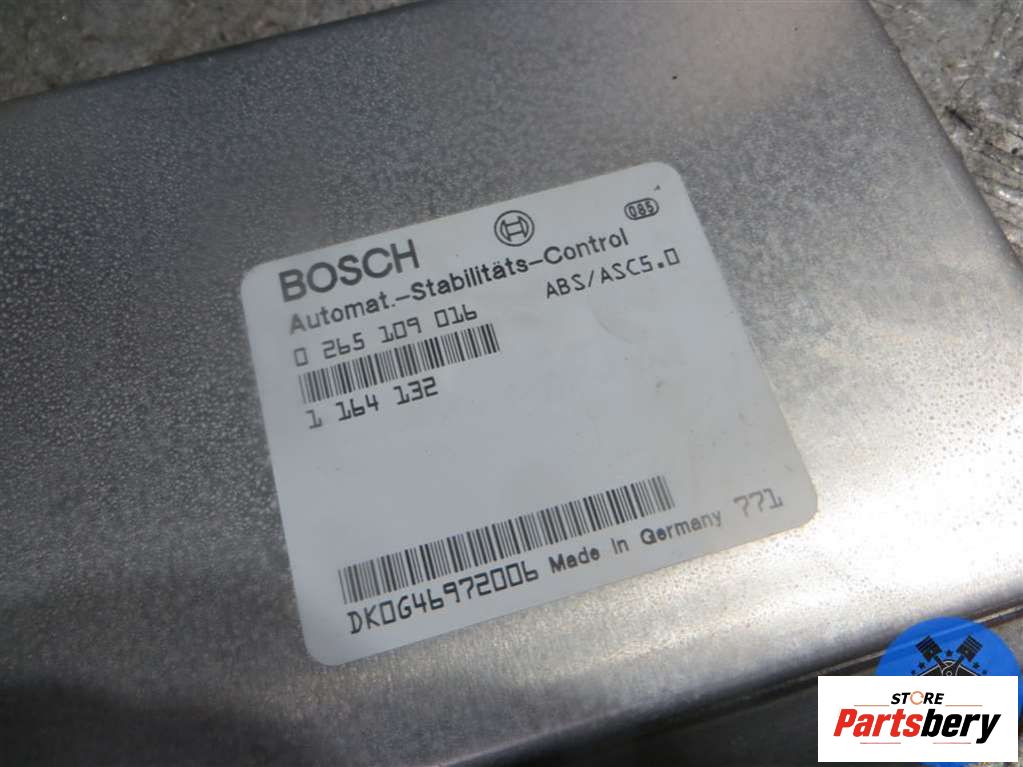 BOSCH
085
Automat.-Stabilitäts-Control
0 265 109 016 ABS/ASC5.0
1 164 132
DK0G46972006 Made in Germany 771
STORE
Partsbery